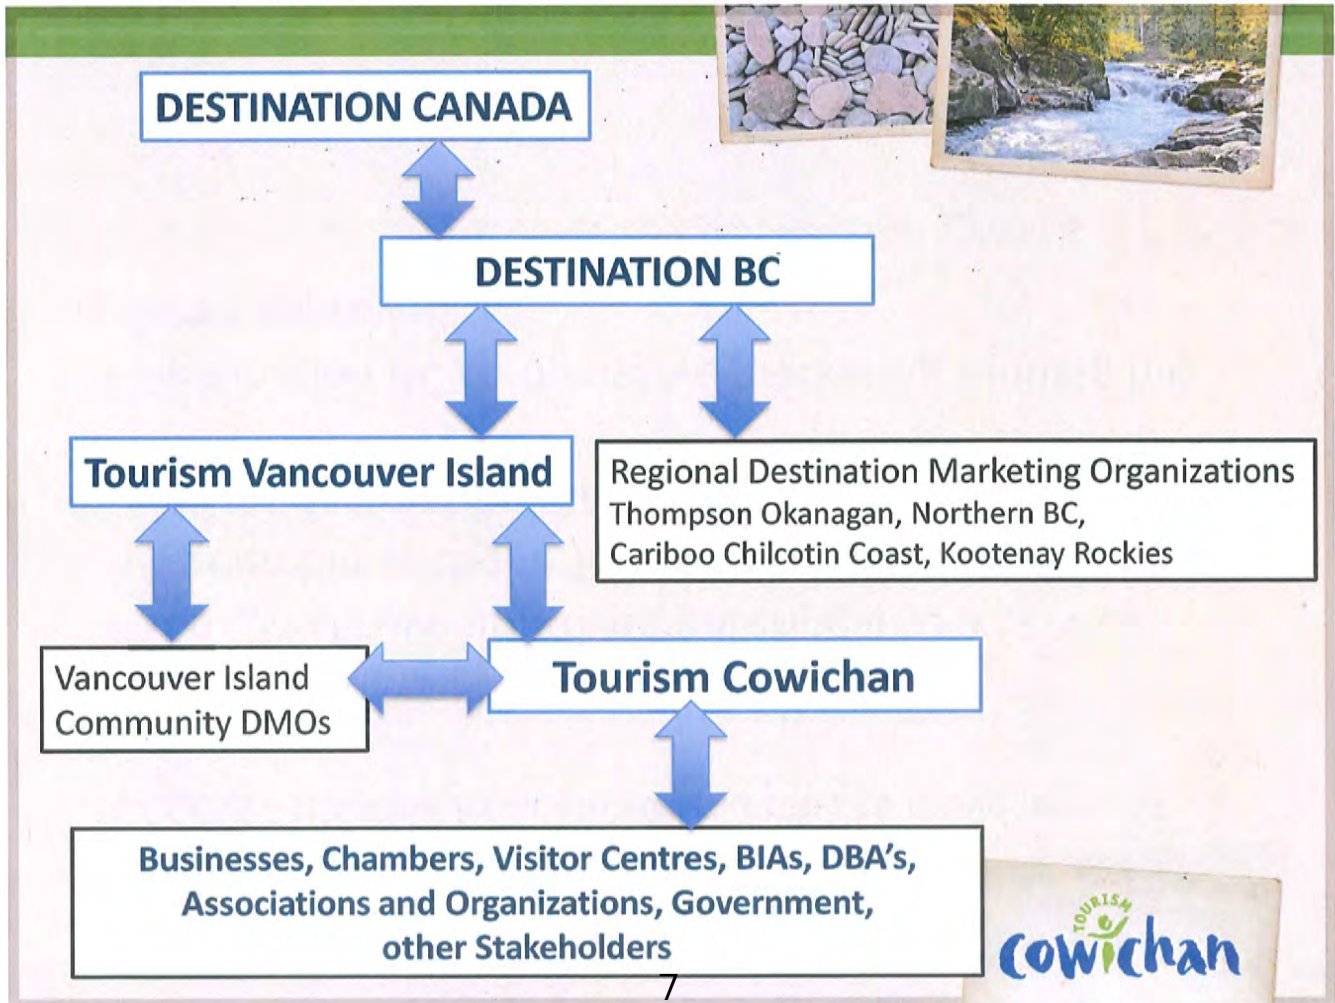 DESTINATION CANADA
DESTINATION BC
Tourism Vancouver Island
Regional Destination Marketing Organizations
Thompson Okanagan, Northern BC,
Cariboo Chilcotin Coast, Kootenay Rockies
Vancouver Island
Community DMOs
Tourism Cowichan
Businesses, Chambers, Visitor Centres, BIAs, DBA's,
Associations and Organizations, Government,
other Stakeholders
TOURISM
Cowichan
7